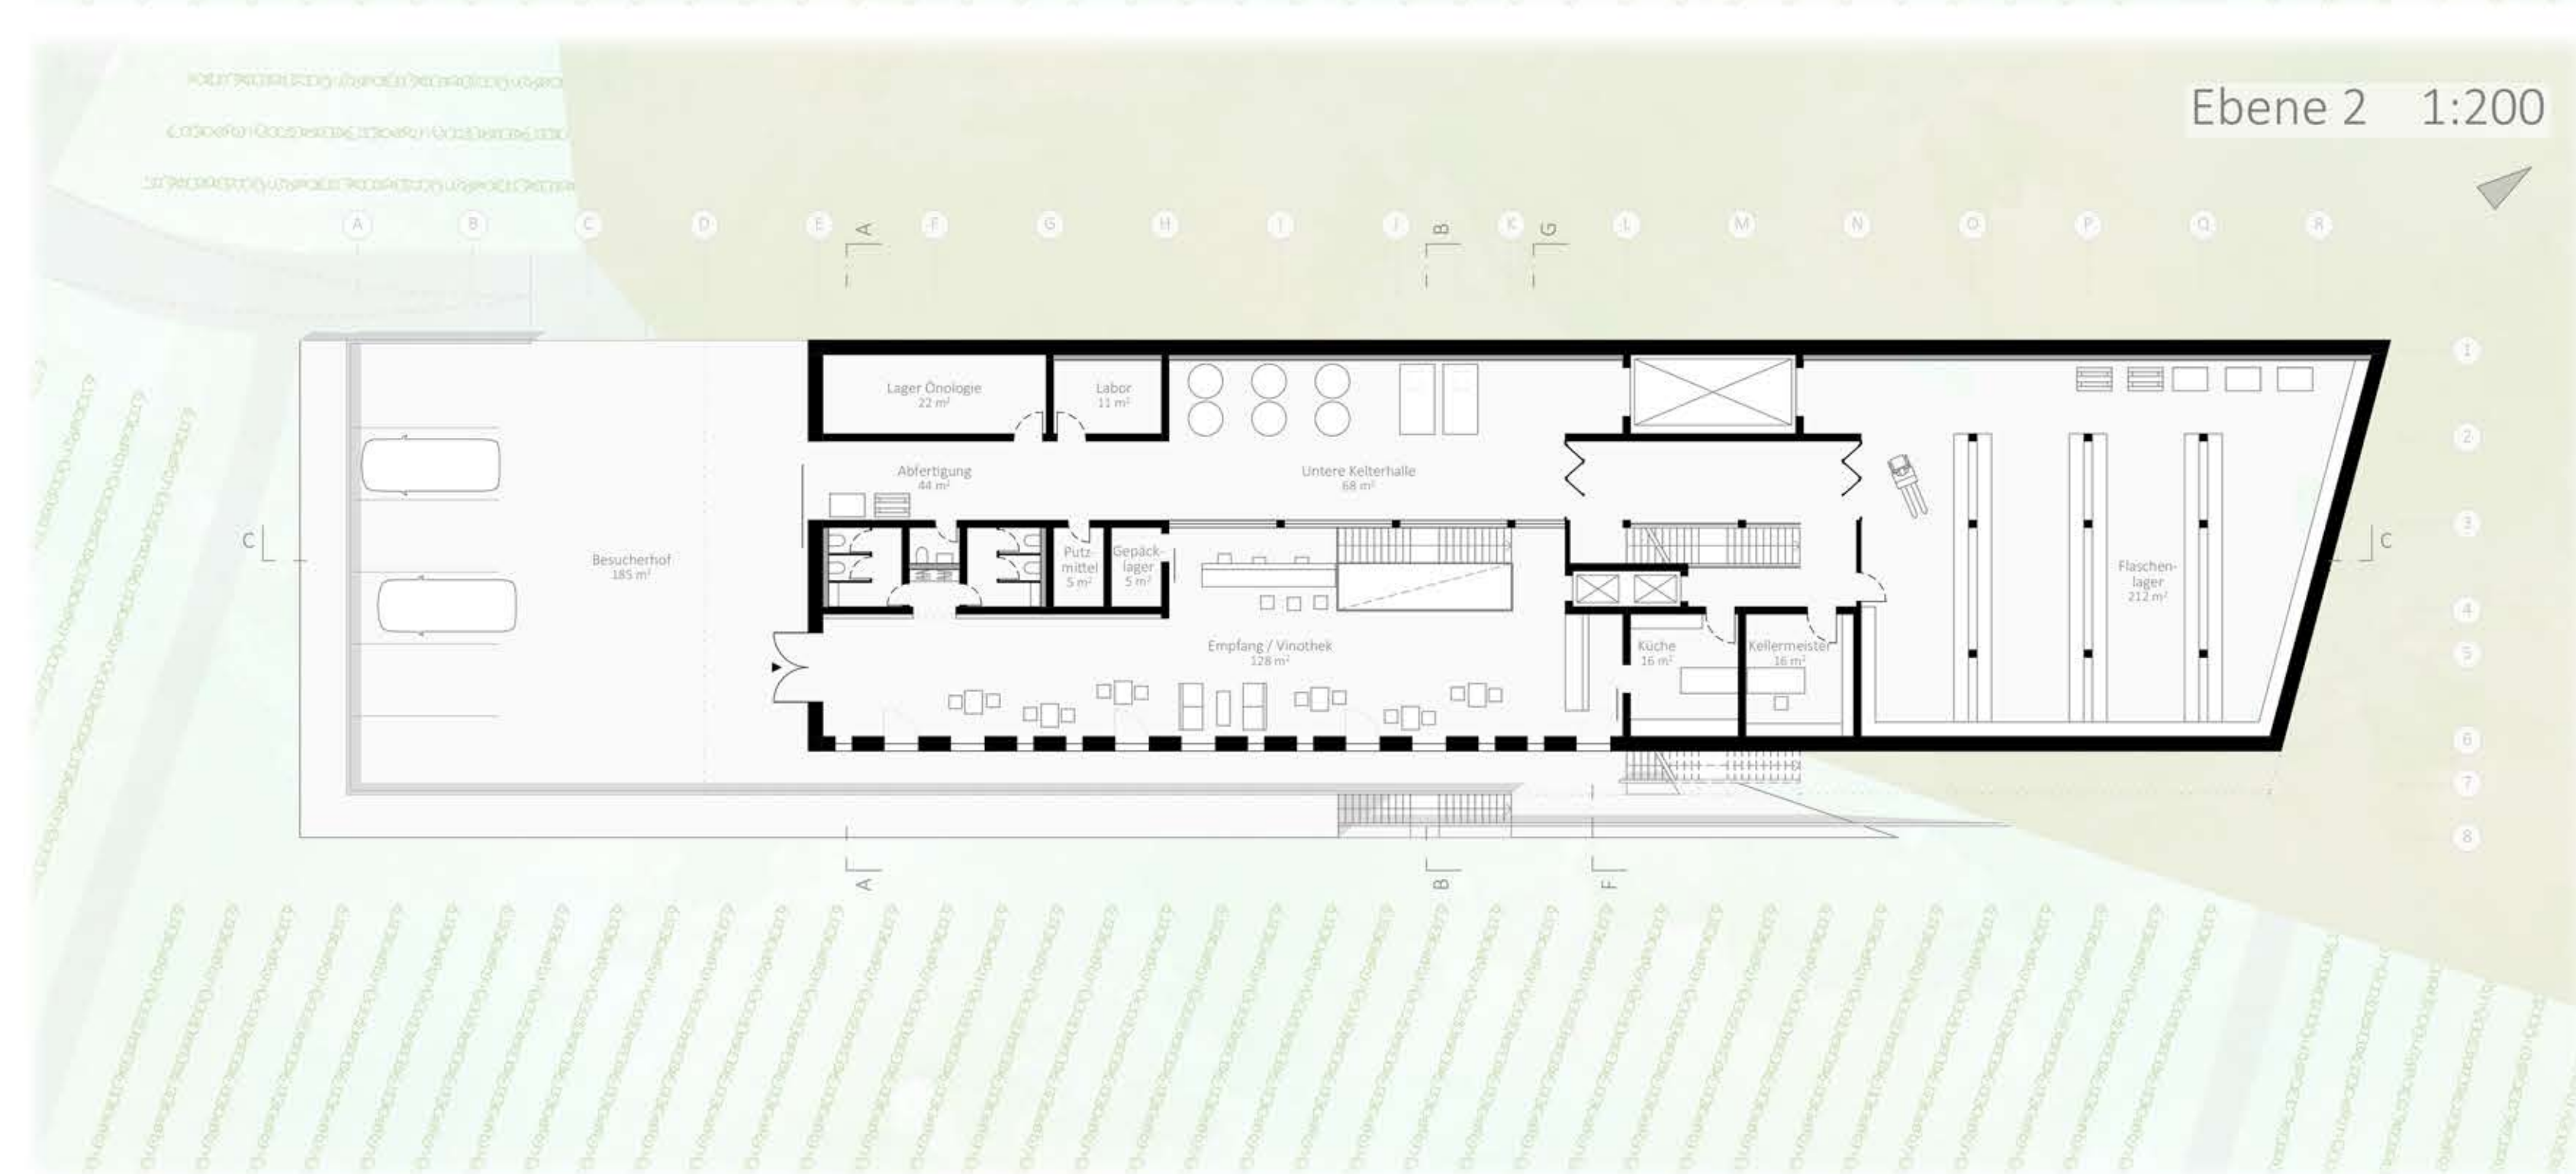 Ebene 2 1:200
A B C D E F G H I J K L M N O P Q R
A B G
1
Lager Önologie
22 m²
Labor
11 m²
2
Abfertigung
44 m²
Untere Kelterhalle
68 m²
3
C
C
Besucherhof
185 m²
Putz-
mittel
5 m²
Gepäck-
lager
5 m²
Flaschen-
lager
212 m²
4
Empfang / Vinothek
128 m²
Küche
16 m²
Kellermeister
16 m²
5
6
7
8
A B F